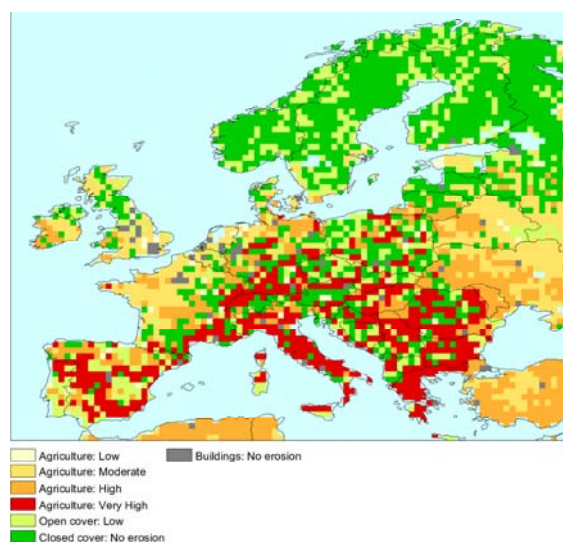 Agriculture: Low
Buildings: No erosion
Agriculture: Moderate
Agriculture: High
Agriculture: Very High
Open cover: Low
Closed cover: No erosion